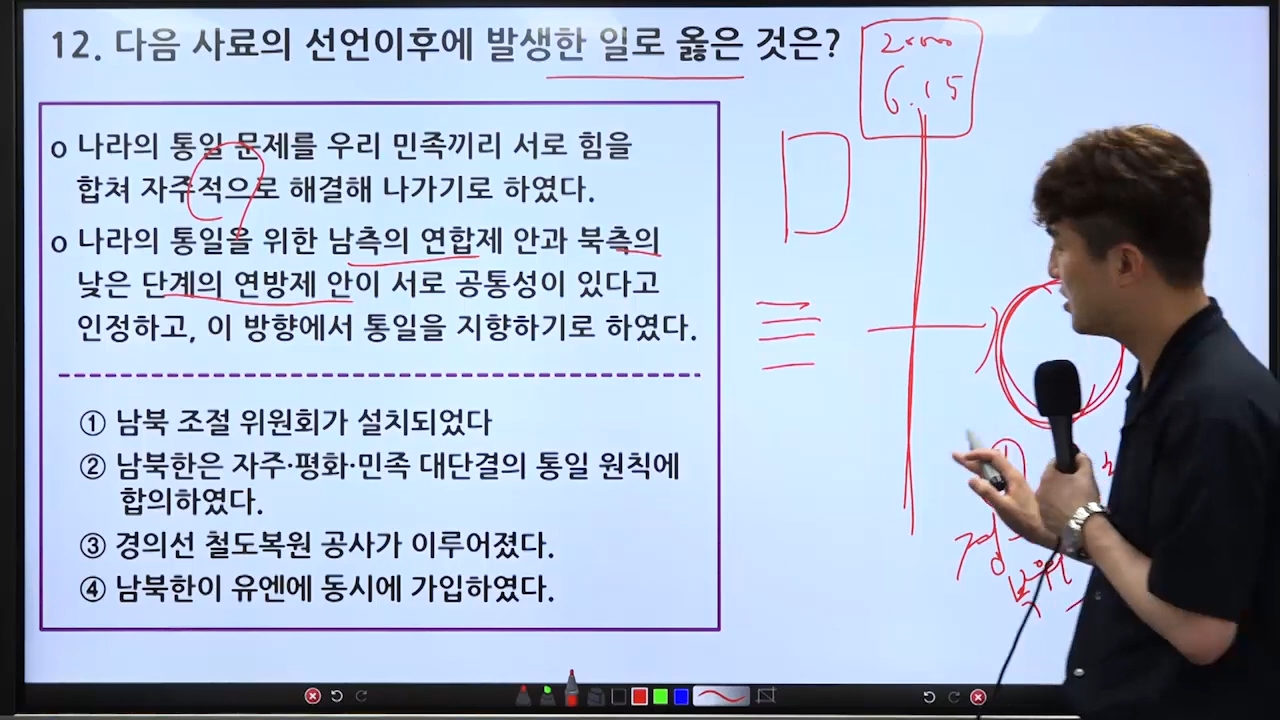 12. 다음 사료의 선언이후에 발생한 일로 옳은 것은?
2000
6.15
o 나라의 통일 문제를 우리 민족끼리 서로 힘을
합쳐 자주적으로 해결해 나가기로 하였다.
o 나라의 통일을 위한 남측의 연합제 안과 북측의
낮은 단계의 연방제 안이 서로 공통성이 있다고
인정하고, 이 방향에서 통일을 지향하기로 하였다.
① 남북 조절 위원회가 설치되었다
② 남북한은 자주·평화·민족 대단결의 통일 원칙에
합의하였다.
③ 경의선 철도복원 공사가 이루어졌다.
④ 남북한이 유엔에 동시에 가입하였다.